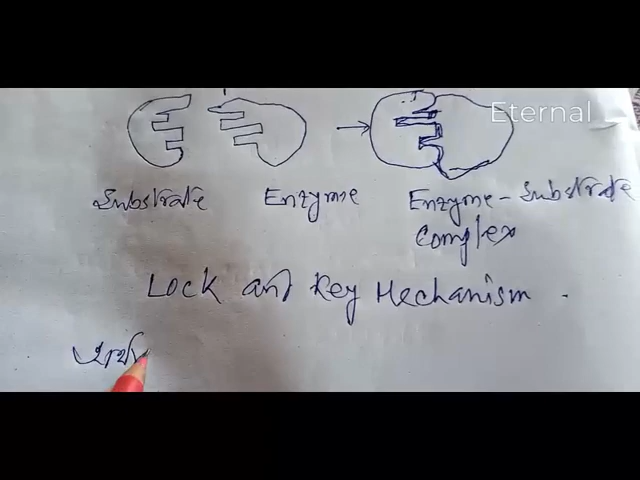 Eternal
Substrate Enzyme Enzyme-Substrate
Complex
Lock and Key Mechanism.